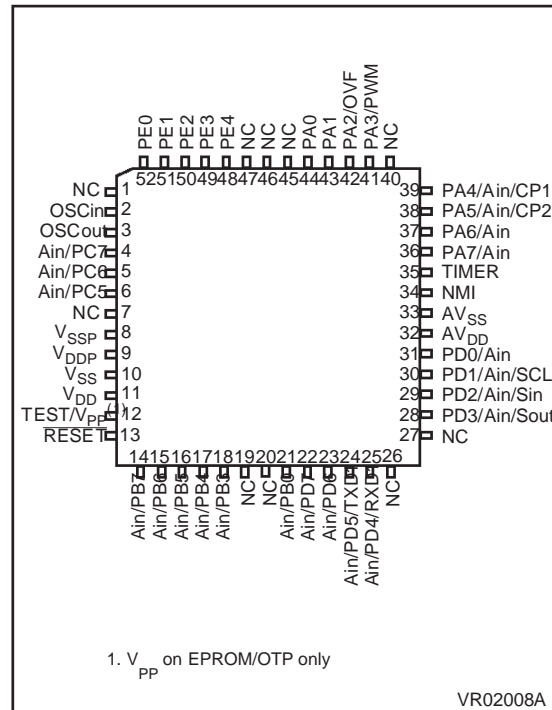 PE0
PE1
PE2
PE3
PE4
NC
NC
NC
PA0
PA1
PA2/OVF
PA3/PWM
NC
52 51 50 49 48 47 46 45 44 43 42 41 40
NC 1
OSCin 2
OSCout 3
Ain/PC7 4
Ain/PC6 5
Ain/PC5 6
NC 7
VSSP 8
VDDP 9
VSS 10
VDD 11
TEST/VPP(1) 12
RESET 13
39 PA4/Ain/CP1
38 PA5/Ain/CP2
37 PA6/Ain
36 PA7/Ain
35 TIMER
34 NMI
33 AVSS
32 AVDD
31 PD0/Ain
30 PD1/Ain/SCL
29 PD2/Ain/Sin
28 PD3/Ain/Sout
27 NC
14 15 16 17 18 19 20 21 22 23 24 25 26
Ain/PB7
Ain/PB6
Ain/PB5
Ain/PB4
Ain/PB3
NC
NC
Ain/PB0
Ain/PD7
Ain/PD6
Ain/PD5/TXD
Ain/PD4/RXD
NC
1. VPP on EPROM/OTP only
VR02008A